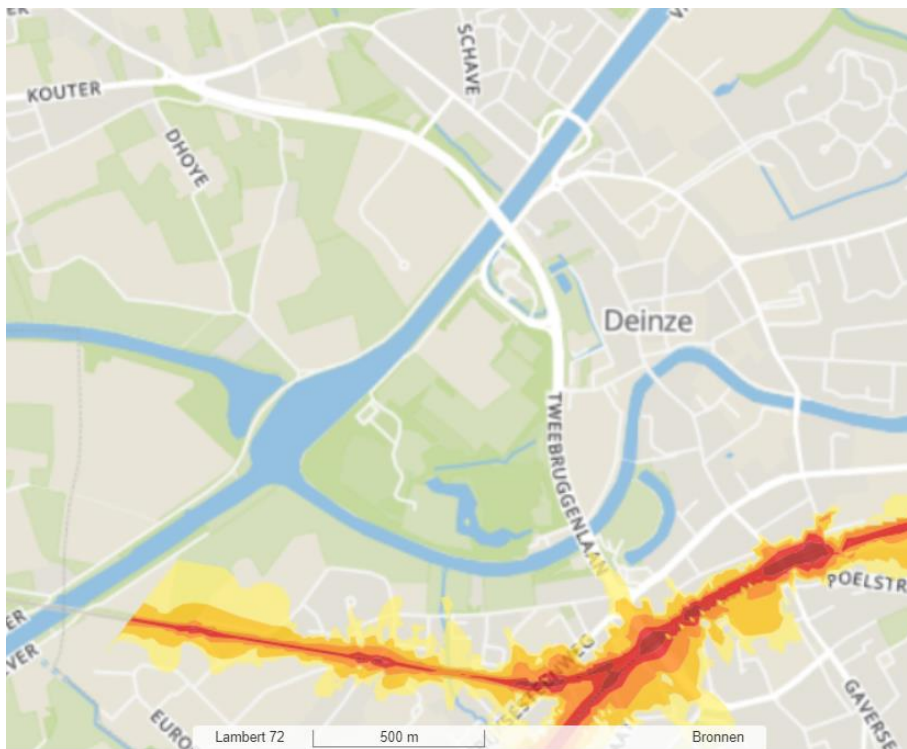 SCHAVE
KOUTER
DHOYE
Deinze
TWEEBRUGGENLAAN
POELSTR
GAVERSE
ER
VER
EURO
Lambert 72
500 m
Bronnen